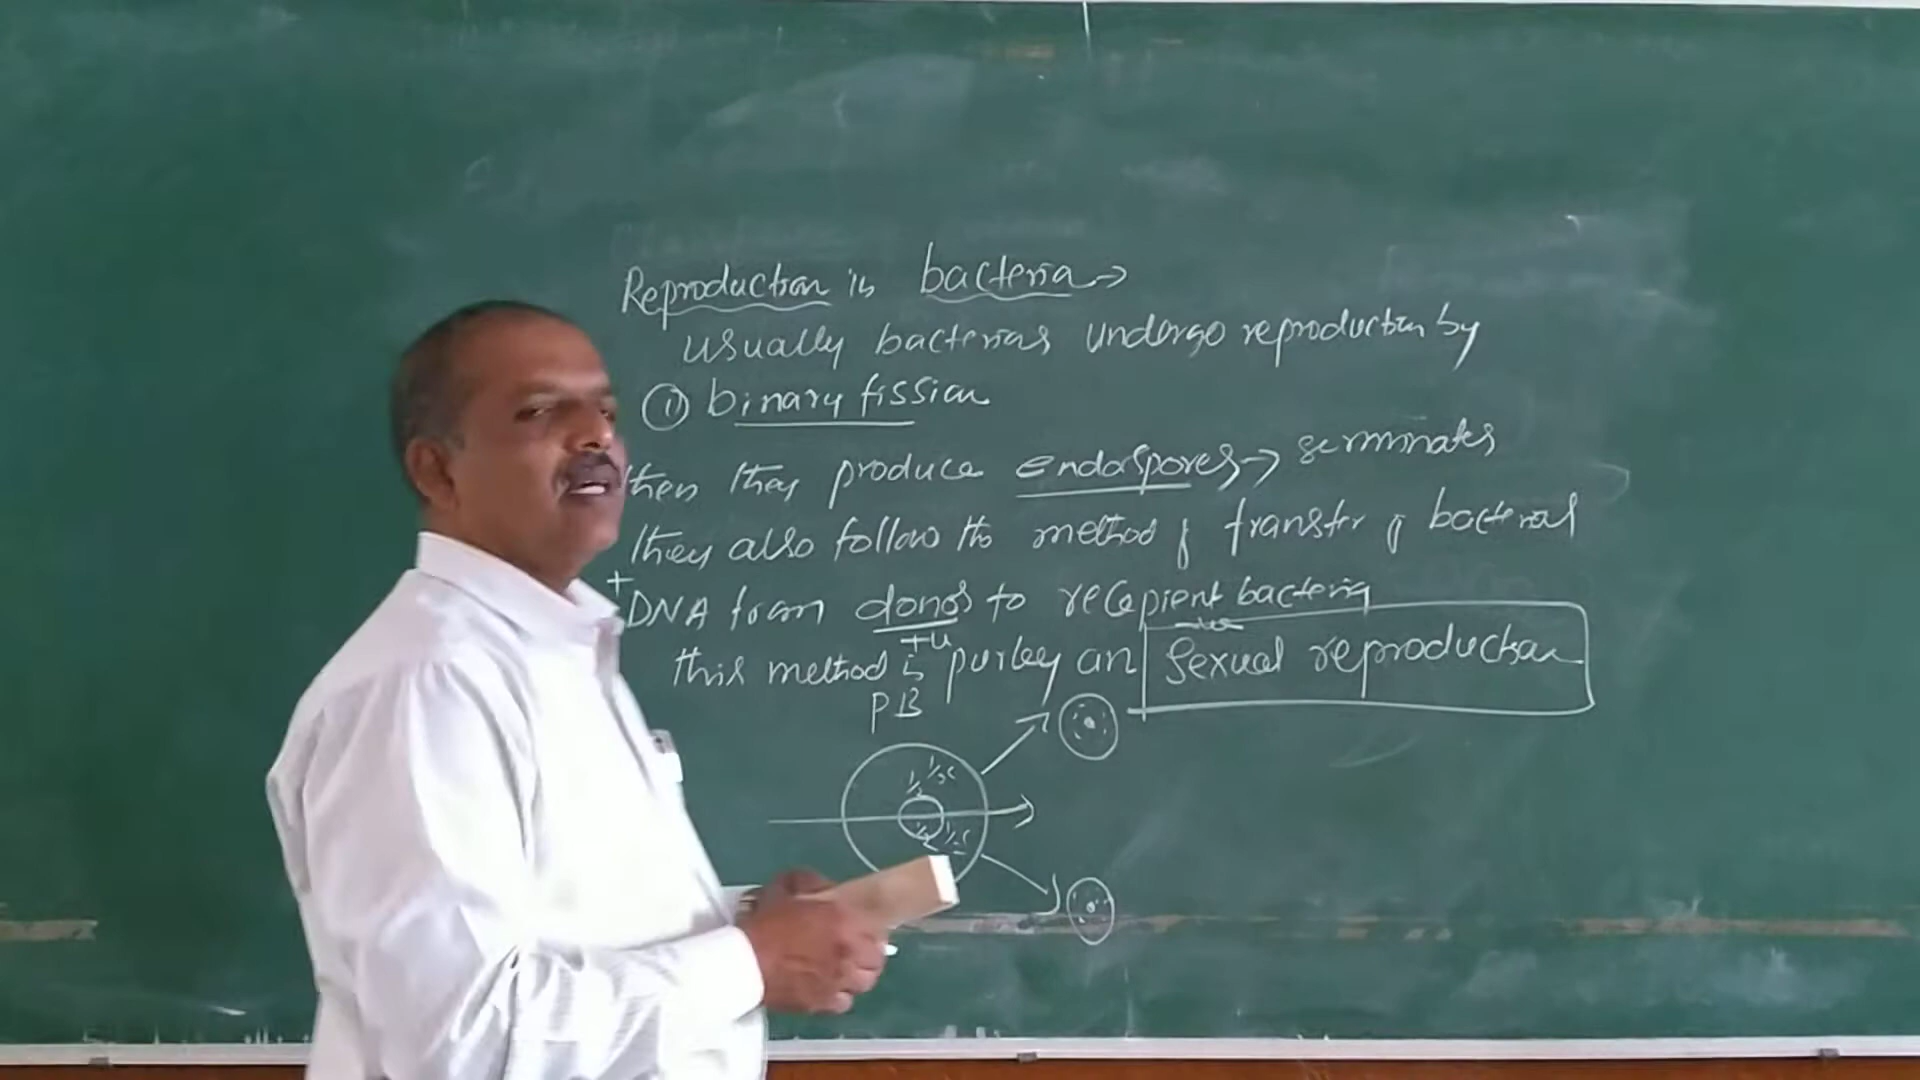 Reproduction in bacteria →
usually bacterias undergo reproduction by
① binary fission
then they produce endospores → germinates
they also follow the method of transfer of bacterial
+
DNA from donor to recepient bacteria
+u
this method is purley an sexual reproduction
PB